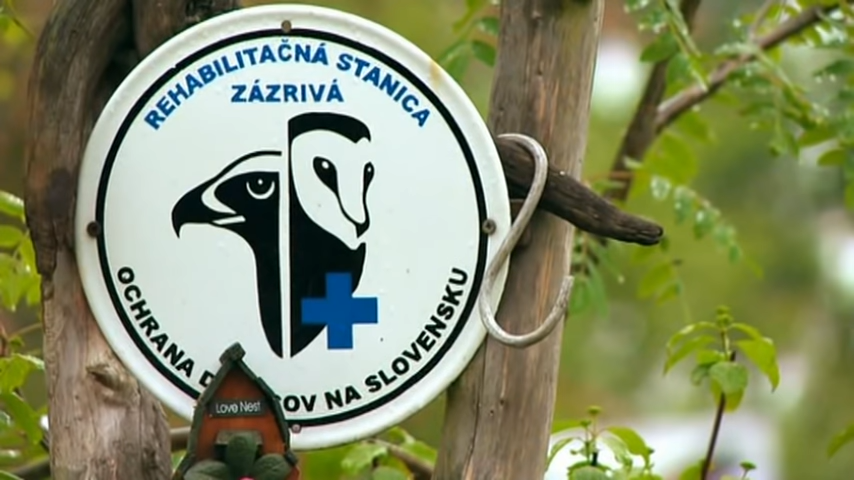 REHABILITAČNÁ STANICA
ZÁZRIVÁ
OCHRANA NA SLOVENSKU
Love Nest